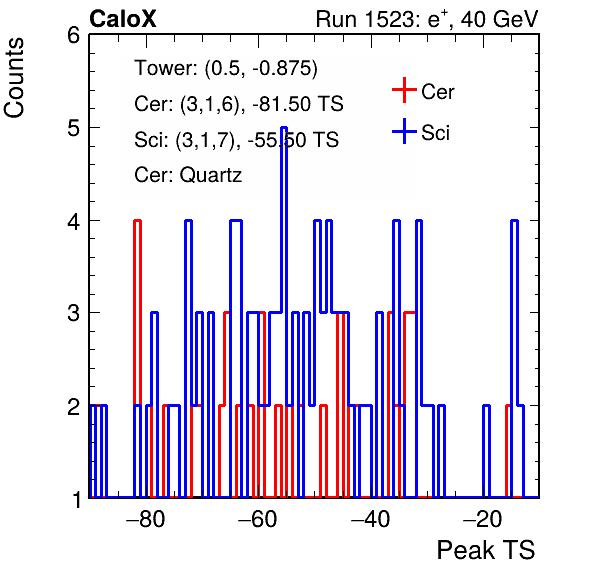 CaloX Run 1523: e⁺, 40 GeV
Counts
Tower: (0.5, -0.875)
Cer: (3,1,6), -81.50 TS
Sci: (3,1,7), -55.50 TS
Cer: Quartz
Cer
Sci
6
5
4
3
2
1
−80 −60 −40 −20
Peak TS